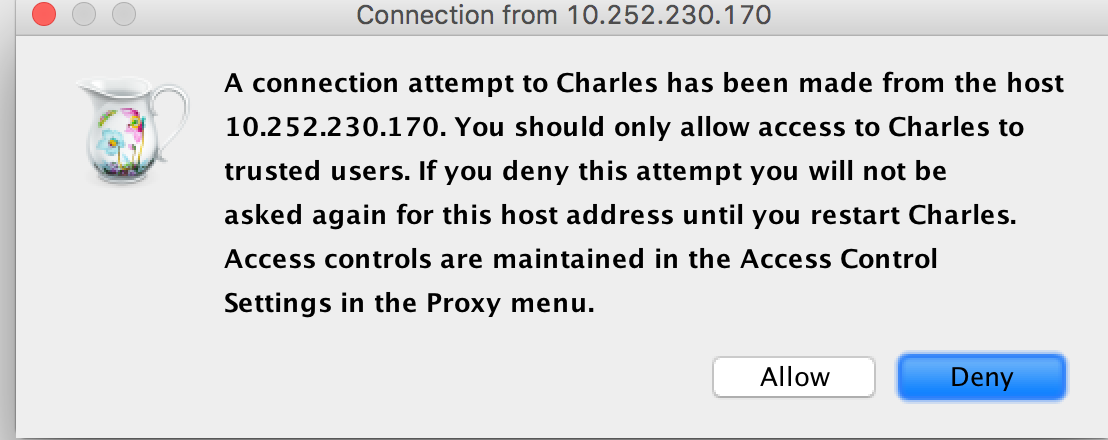 Connection from 10.252.230.170
A connection attempt to Charles has been made from the host
10.252.230.170. You should only allow access to Charles to
trusted users. If you deny this attempt you will not be
asked again for this host address until you restart Charles.
Access controls are maintained in the Access Control
Settings in the Proxy menu.
Allow Deny